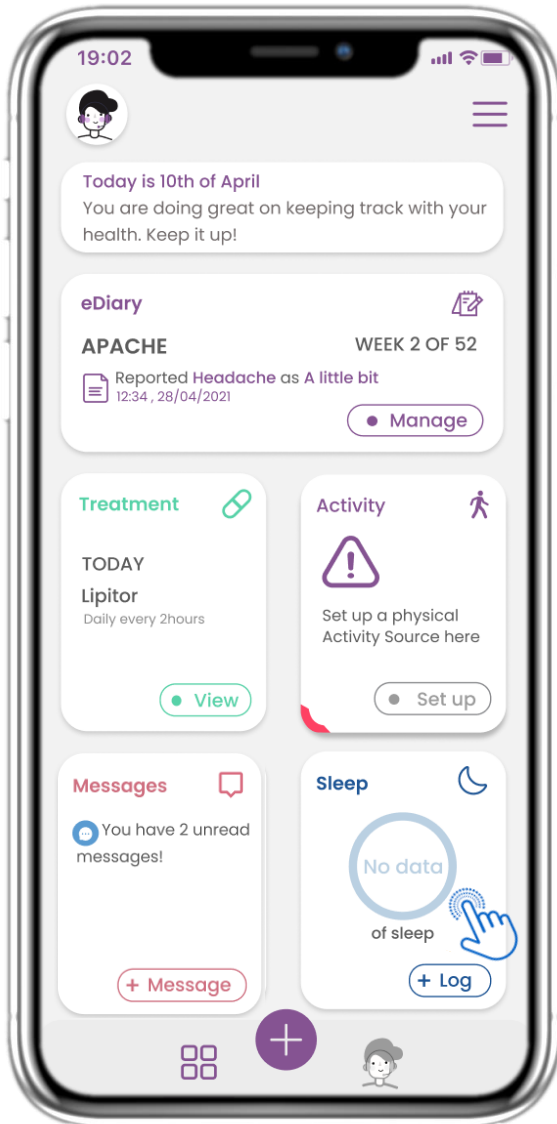 19:02
Today is 10th of April
You are doing great on keeping track with your
health. Keep it up!
eDiary
APACHE
WEEK 2 OF 52
Reported Headache as A little bit
12:34 , 28/04/2021
Manage
Treatment
TODAY
Lipitor
Daily every 2hours
View
Activity
Set up a physical
Activity Source here
Set up
Messages
You have 2 unread
messages!
+ Message
Sleep
No data
of sleep
+ Log